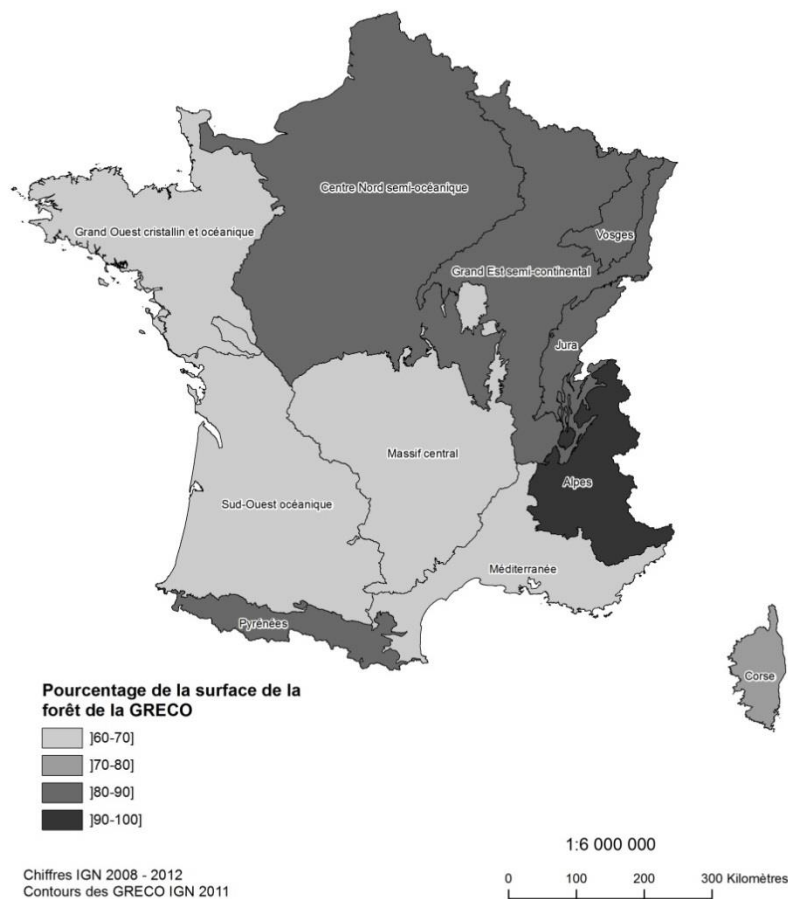 Centre Nord semi-océanique
Grand Ouest cristallin et océanique
Vosges
Grand Est semi-continental
Jura
Massif central
Alpes
Sud-Ouest océanique
Méditerranée
Pyrénées
Corse
Pourcentage de la surface de la
forêt de la GRECO
]60-70]
]70-80]
]80-90]
]90-100]
1:6 000 000
0 100 200 300 Kilomètres
Chiffres IGN 2008 - 2012
Contours des GRECO IGN 2011